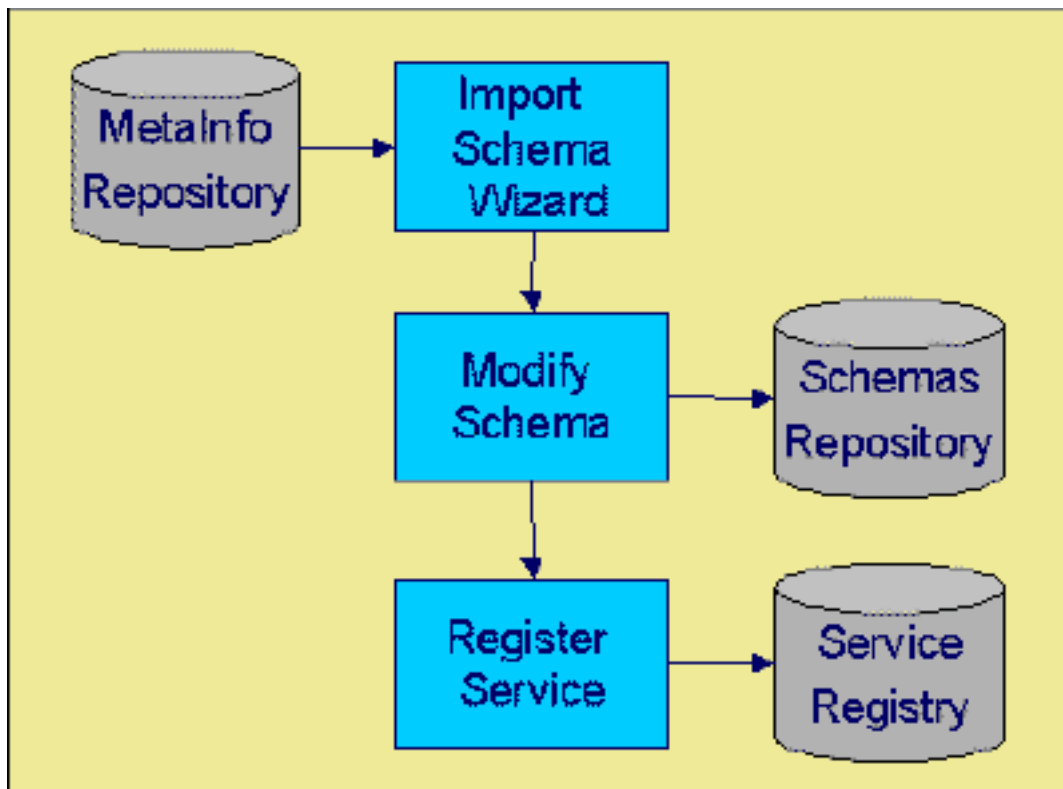 MetaInfo
Repository
Import
Schema
Wizard
Modify
Schema
Schemas
Repository
Register
Service
Service
Registry